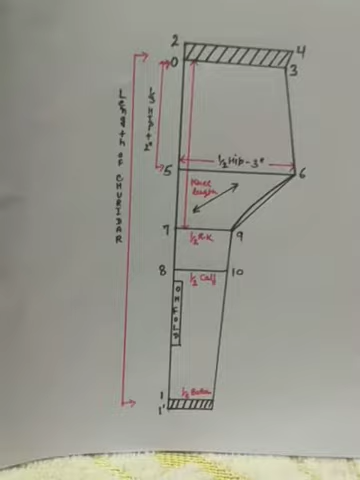 2
0
4
3
Length OF CHURIDAR
1/3 Hip+2"
1/2 Hip-3"
5
6
Knee
length
7
9
1/2 R.K
8
10
1/2 Calf
ON FOLD
1
1/2 Bottom
1'